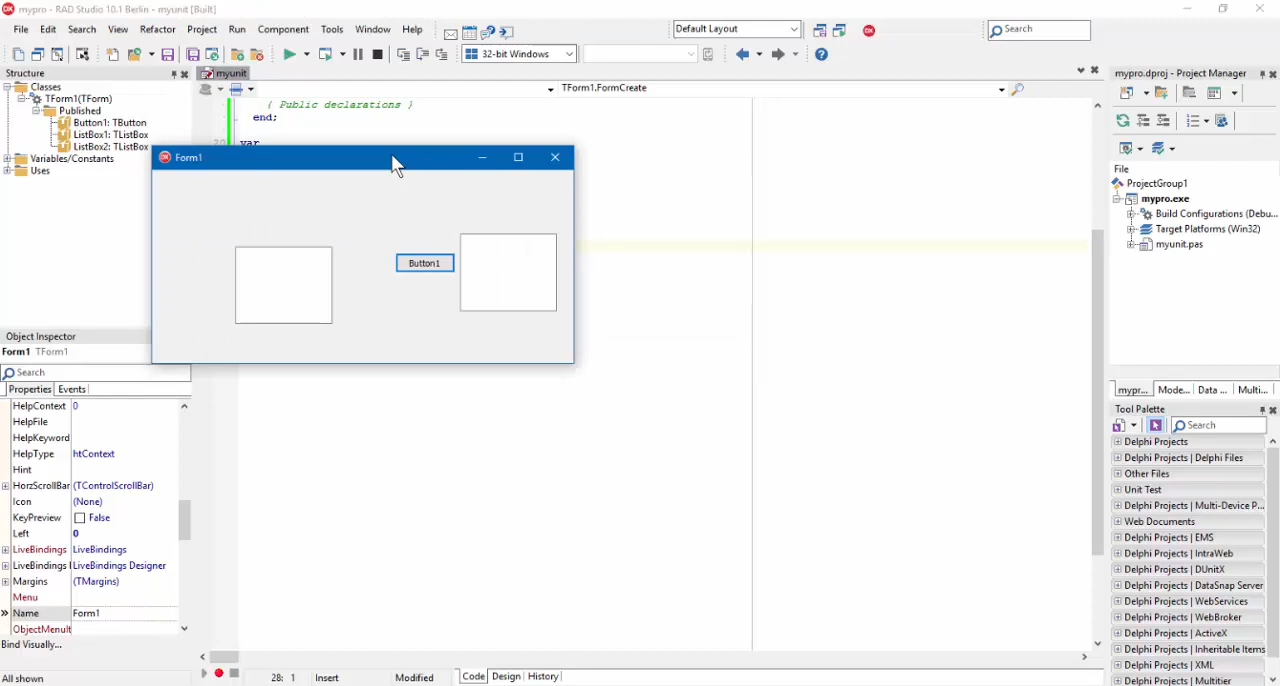 mypro - RAD Studio 10.1 Berlin - myunit [Built]
File Edit Search View Refactor Project Run Component Tools Window Help
Default Layout
Search
32-bit Windows
Structure
Classes
TForm1(TForm)
Published
Button1: TButton
ListBox1: TListBox
ListBox2: TListBox
Variables/Constants
Uses
myunit
TForm1.FormCreate
{ Public declarations }
end;
20
var
Form1
Button1
Object Inspector
Form1 TForm1
Search
Properties Events
HelpContext 0
HelpFile
HelpKeyword
HelpType htContext
Hint
HorzScrollBar (TControlScrollBar)
Icon (None)
KeyPreview False
Left 0
LiveBindings LiveBindings
LiveBindings LiveBindings Designer
Margins (TMargins)
Menu
Name Form1
ObjectMenuIt
Bind Visually...
All shown
28: 1 Insert Modified Code Design History
mypro.dproj - Project Manager
File
ProjectGroup1
mypro.exe
Build Configurations (Debu...
Target Platforms (Win32)
myunit.pas
mypr... Mode... Data ... Multi...
Tool Palette
Search
Delphi Projects
Delphi Projects | Delphi Files
Other Files
Unit Test
Delphi Projects | Multi-Device P...
Web Documents
Delphi Projects | EMS
Delphi Projects | IntraWeb
Delphi Projects | DUnitX
Delphi Projects | DataSnap Server
Delphi Projects | WebServices
Delphi Projects | WebBroker
Delphi Projects | ActiveX
Delphi Projects | Inheritable Items
Delphi Projects | XML
Delphi Projects | Multitier